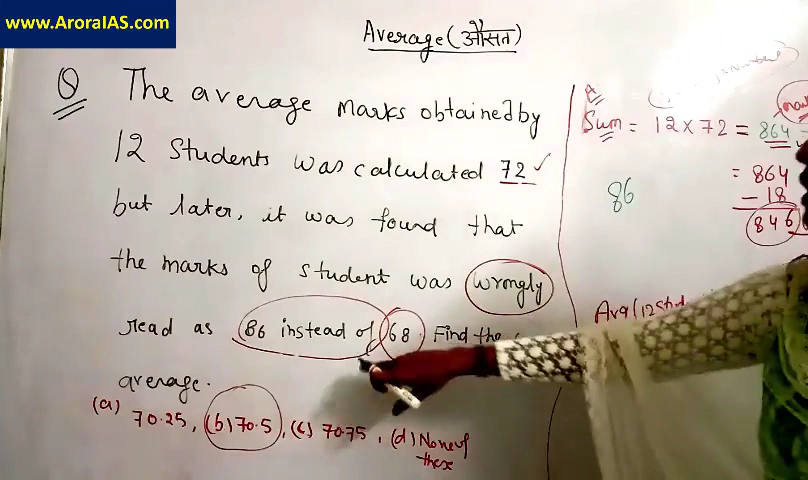 www.AroraIAS.com
Average (औसत)
Q The average marks obtained by
12 Students was calculated 72 ✓
but later, it was found that
the marks of student was wrongly
read as 86 instead of 68. Find the
average.
(a) 70.25, (b) 70.5, (c) 70.75, (d) None of
these
Sum = 12 x 72 = 864
86
= 864
- 18
846